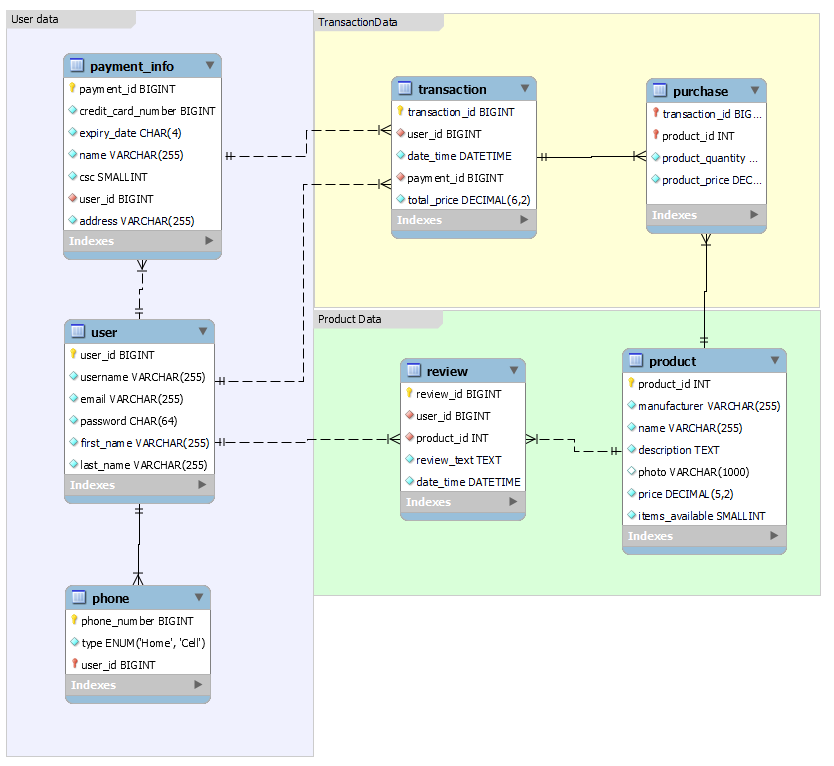 User data
payment_info
payment_id BIGINT
credit_card_number BIGINT
expiry_date CHAR(4)
name VARCHAR(255)
csc SMALLINT
user_id BIGINT
address VARCHAR(255)
Indexes
user
user_id BIGINT
username VARCHAR(255)
email VARCHAR(255)
password CHAR(64)
first_name VARCHAR(255)
last_name VARCHAR(255)
Indexes
phone
phone_number BIGINT
type ENUM('Home', 'Cell')
user_id BIGINT
Indexes
TransactionData
transaction
transaction_id BIGINT
user_id BIGINT
date_time DATETIME
payment_id BIGINT
total_price DECIMAL(6,2)
Indexes
purchase
transaction_id BIG...
product_id INT
product_quantity ...
product_price DEC...
Indexes
Product Data
review
review_id BIGINT
user_id BIGINT
product_id INT
review_text TEXT
date_time DATETIME
Indexes
product
product_id INT
manufacturer VARCHAR(255)
name VARCHAR(255)
description TEXT
photo VARCHAR(1000)
price DECIMAL(5,2)
items_available SMALLINT
Indexes